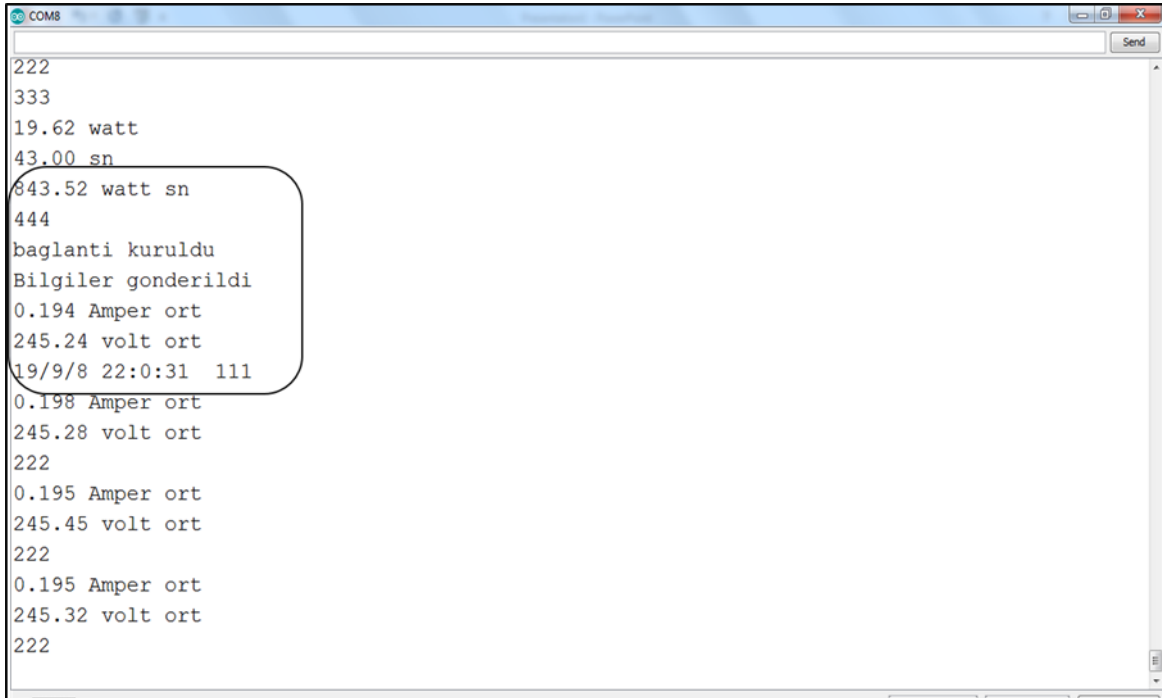 COM8
Send
222
333
19.62 watt
43.00 sn
843.52 watt sn
444
baglanti kuruldu
Bilgiler gonderildi
0.194 Amper ort
245.24 volt ort
19/9/8 22:0:31  111
0.198 Amper ort
245.28 volt ort
222
0.195 Amper ort
245.45 volt ort
222
0.195 Amper ort
245.32 volt ort
222